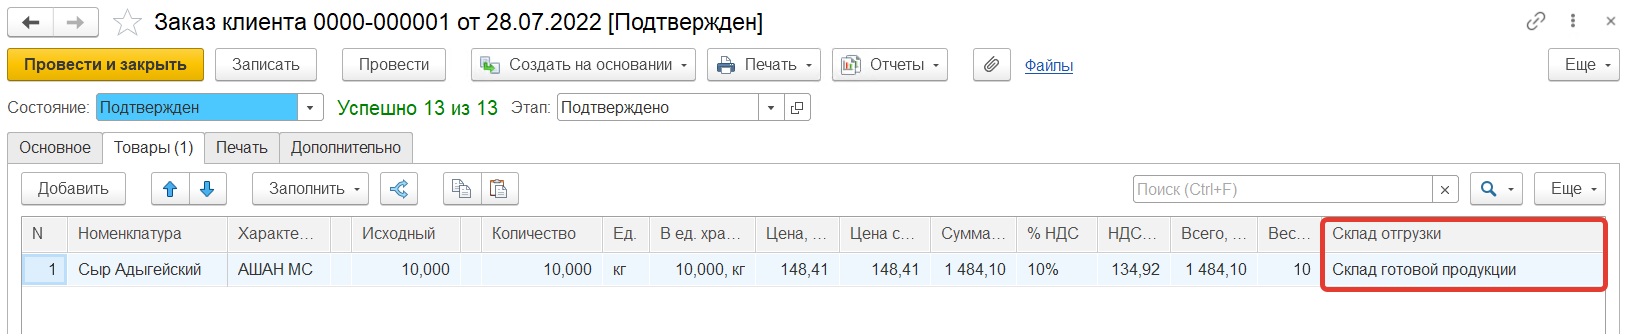 Заказ клиента 0000-000001 от 28.07.2022 [Подтвержден]
Провести и закрыть Записать Провести Создать на основании Печать Отчеты Файлы Еще
Состояние: Подтвержден Успешно 13 из 13 Этап: Подтверждено
Основное Товары (1) Печать Дополнительно
Добавить Заполнить Поиск (Ctrl+F) Еще
N Номенклатура Характе... Исходный Количество Ед. В ед. хра... Цена, ... Цена с... Сумма... % НДС НДС... Всего, ... Вес... Склад отгрузки
1 Сыр Адыгейский АШАН МС 10,000 10,000 кг 10,000, кг 148,41 148,41 1 484,10 10% 134,92 1 484,10 10 Склад готовой продукции